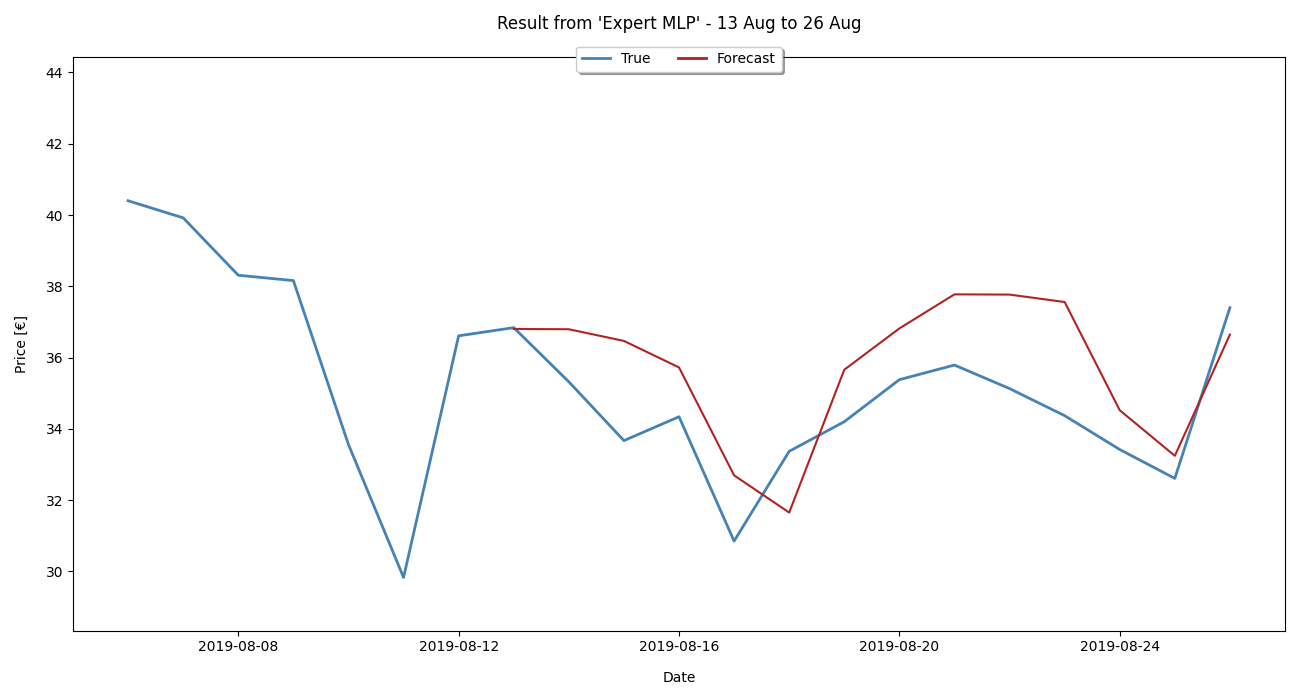 Result from 'Expert MLP' - 13 Aug to 26 Aug
True Forecast
44
42
40
38
36
34
32
30
Price [€]
2019-08-08 2019-08-12 2019-08-16 2019-08-20 2019-08-24
Date